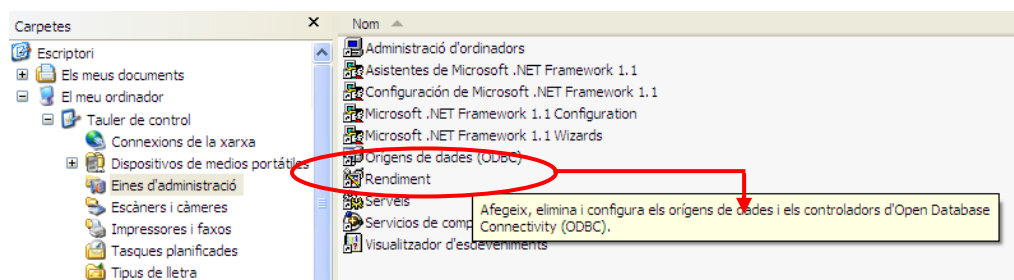 Carpetes
Escriptori
Els meus documents
El meu ordinador
Tauler de control
Connexions de la xarxa
Dispositivos de medios portátiles
Eines d'administració
Escàners i càmeres
Impressores i faxos
Tasques planificades
Tipus de lletra
Nom
Administració d'ordinadors
Asistentes de Microsoft .NET Framework 1.1
Configuración de Microsoft .NET Framework 1.1
Microsoft .NET Framework 1.1 Configuration
Microsoft .NET Framework 1.1 Wizards
Orígens de dades (ODBC)
Rendiment
Serveis
Servicios de comp
Visualitzador d'esdeveniments
Afegeix, elimina i configura els orígens de dades i els controladors d'Open Database
Connectivity (ODBC).